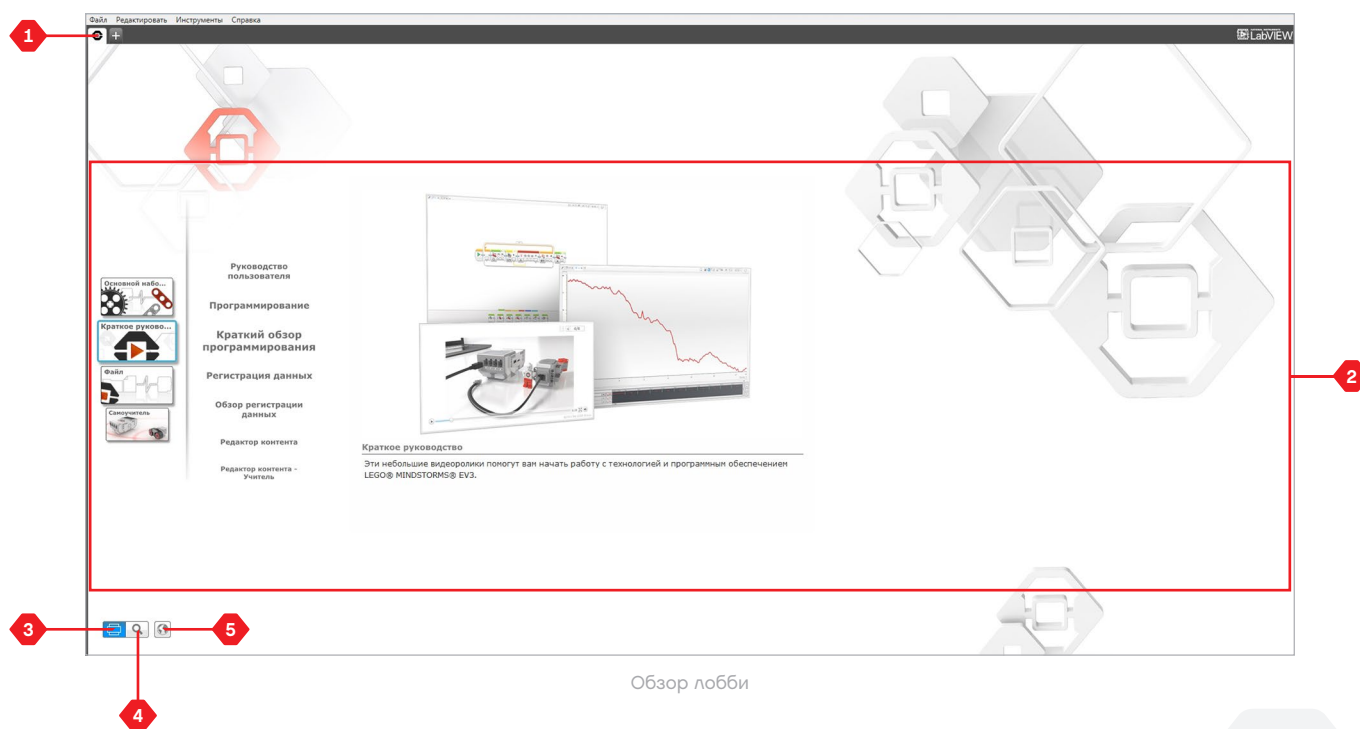 Файл Редактировать Инструменты Справка
1
+
LabVIEW
Руководство
пользователя
Основной набо...
Программирование
Краткое руково...
Краткий обзор
программирования
Файл
Регистрация данных
2
Обзор регистрации
данных
Самоучитель
Редактор контента
Краткое руководство
Эти небольшие видеоролики помогут вам начать работу с технологией и программным обеспечением
LEGO® MINDSTORMS® EV3.
Редактор контента -
Учитель
3
5
Обзор лобби
4